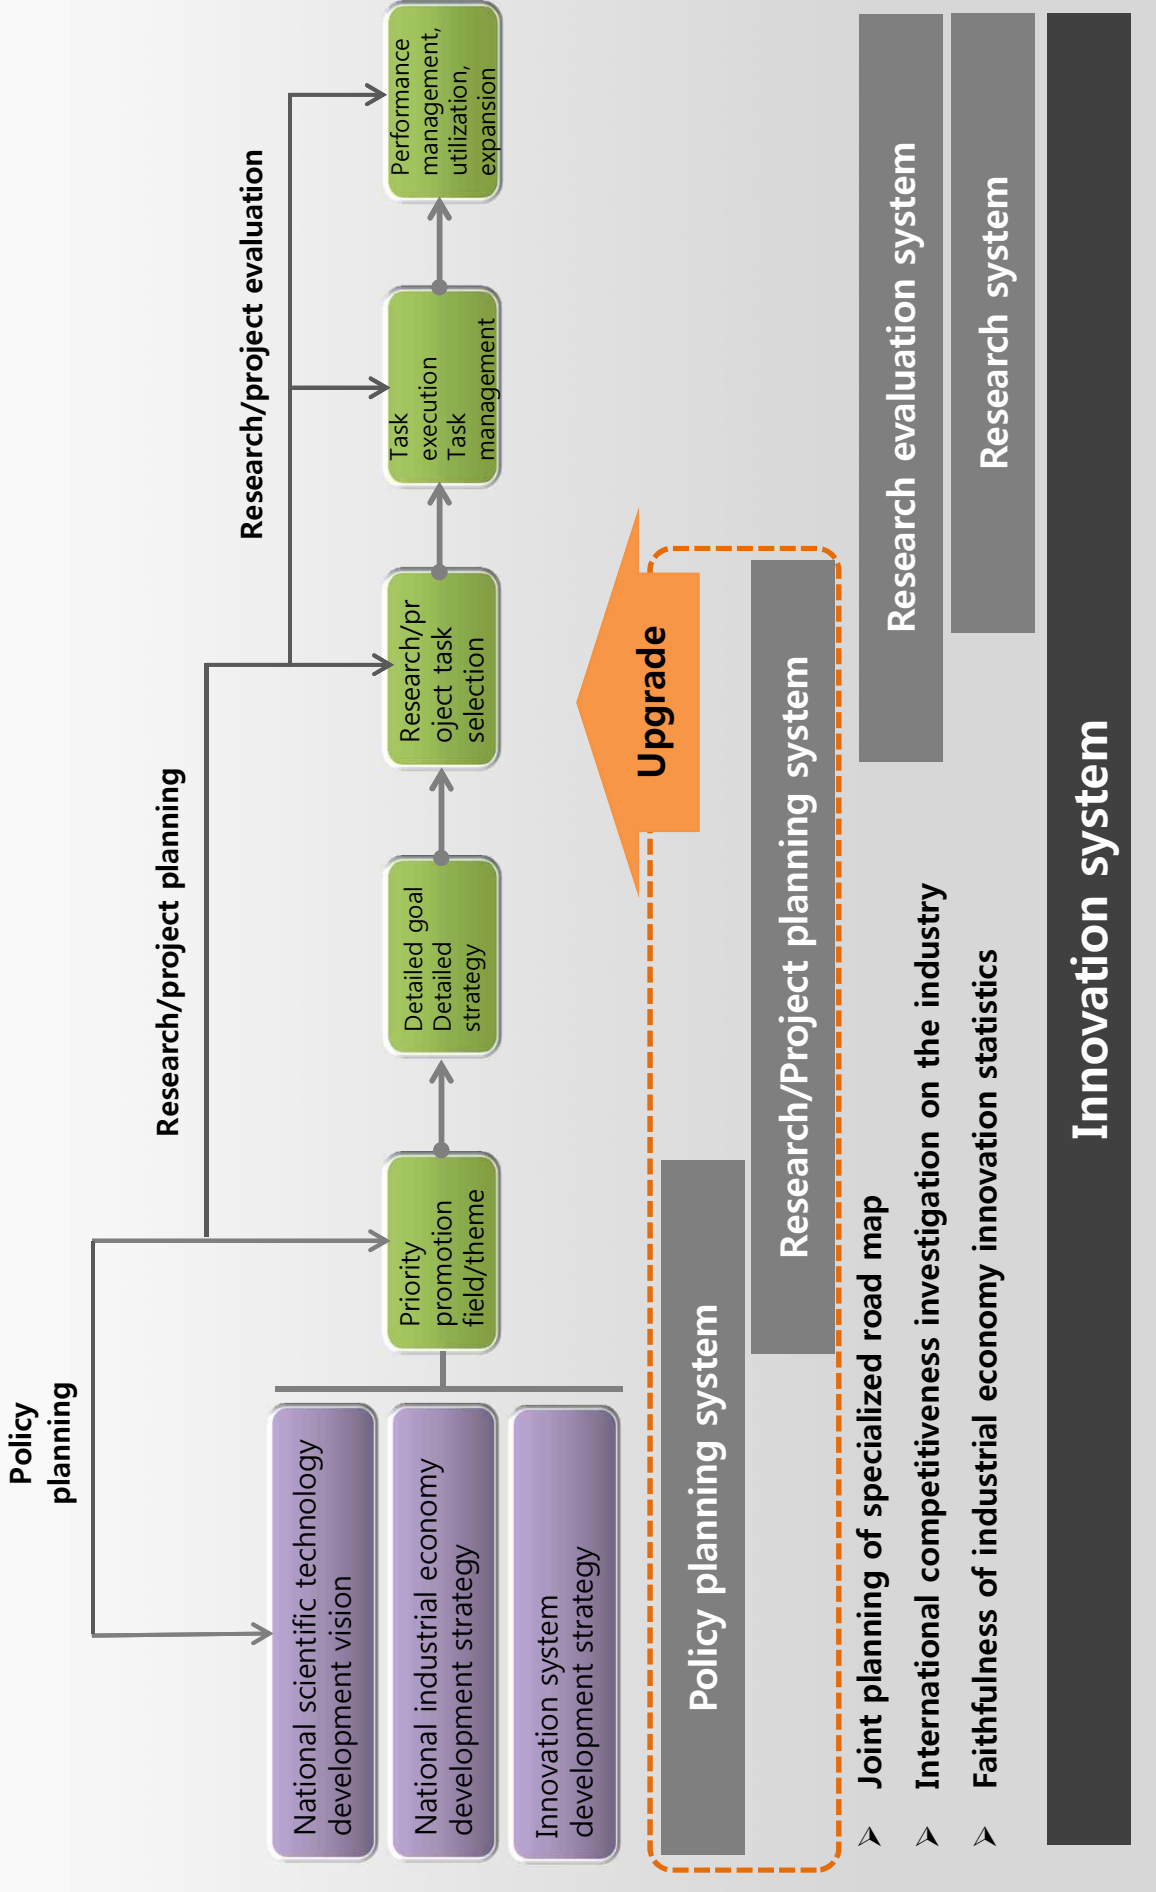 Policy
planning
Research/project planning
Research/project evaluation
National scientific technology
development vision
National industrial economy
development strategy
Innovation system
development strategy
Priority
promotion
field/theme
Detailed goal
Detailed
strategy
Research/pr
oject task
selection
Task
execution
Task
management
Performance
management,
utilization,
expansion
Upgrade
Policy planning system
Research/Project planning system
Research evaluation system
Research system
➢ Joint planning of specialized road map
➢ International competitiveness investigation on the industry
➢ Faithfulness of industrial economy innovation statistics
Innovation system